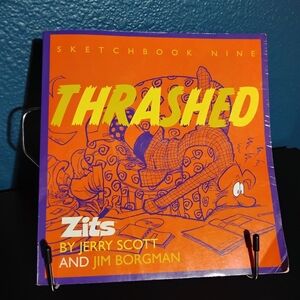 SKETCHBOOK NINE
THRASHED
Zits
BY JERRY SCOTT
AND JIM BORGMAN